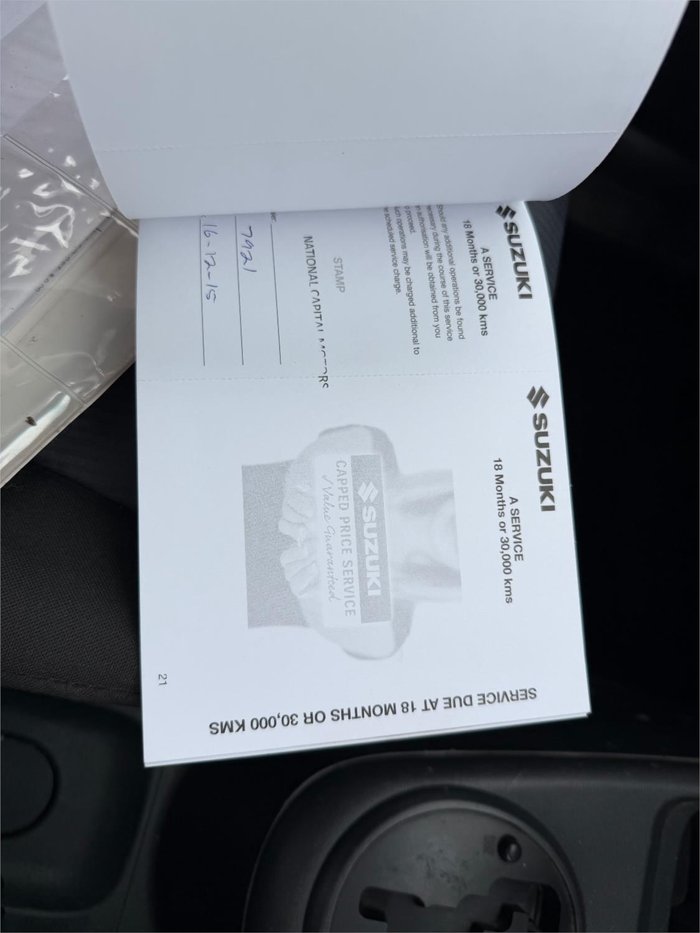 SUZUKI
A SERVICE
18 Months or 30,000 kms
Should any additional operations be found
necessary during the course of this service
authorisation will be obtained from you
proceed.
such operations may be charged additional to
scheduled service charge.
STAMP
NATIONAL CAPITAL MOTORS
7921
16-12-15
SUZUKI
A SERVICE
18 Months or 30,000 kms
SUZUKI
CAPPED PRICE SERVICE
Value Guaranteed
21
SERVICE DUE AT 18 MONTHS OR 30,000 KMS